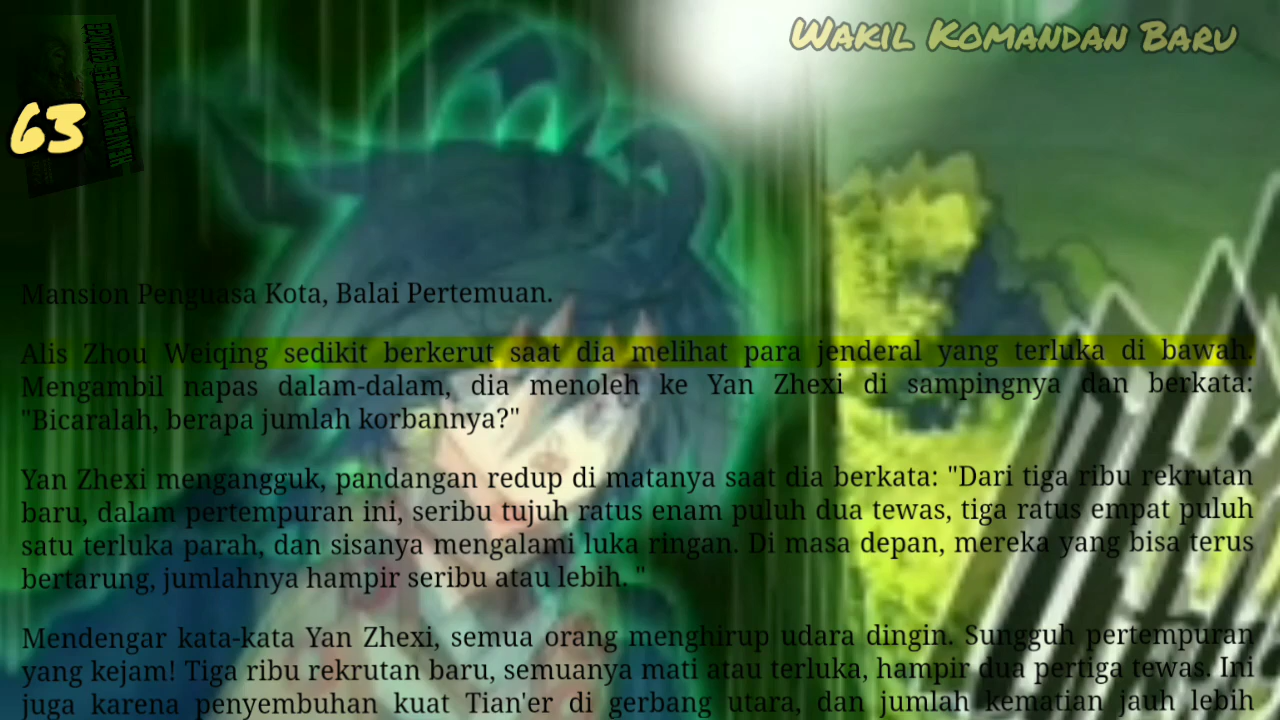 Wakil Komandan Baru
63
HEAVENLY JEWEL CHANGE
Mansion Penguasa Kota, Balai Pertemuan.
Alis Zhou Weiqing sedikit berkerut saat dia melihat para jenderal yang terluka di bawah.
Mengambil napas dalam-dalam, dia menoleh ke Yan Zhexi di sampingnya dan berkata:
"Bicaralah, berapa jumlah korbannya?"
Yan Zhexi mengangguk, pandangan redup di matanya saat dia berkata: "Dari tiga ribu rekrutan
baru, dalam pertempuran ini, seribu tujuh ratus enam puluh dua tewas, tiga ratus empat puluh
satu terluka parah, dan sisanya mengalami luka ringan. Di masa depan, mereka yang bisa terus
bertarung, jumlahnya hampir seribu atau lebih. "
Mendengar kata-kata Yan Zhexi, semua orang menghirup udara dingin. Sungguh pertempuran
yang kejam! Tiga ribu rekrutan baru, semuanya mati atau terluka, hampir dua pertiga tewas. Ini
juga karena penyembuhan kuat Tian'er di gerbang utara, dan jumlah kematian jauh lebih